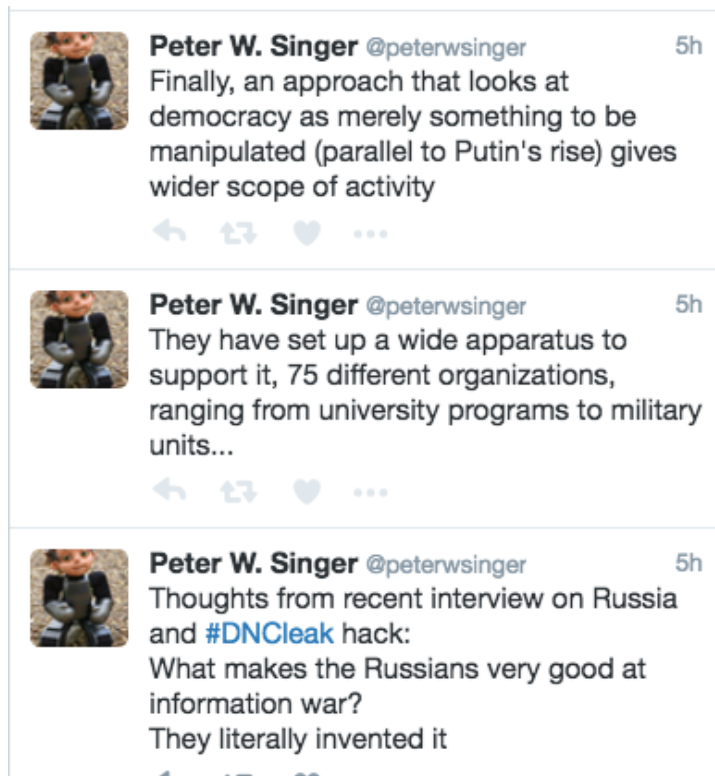 Peter W. Singer @peterwsinger 5h
Finally, an approach that looks at
democracy as merely something to be
manipulated (parallel to Putin's rise) gives
wider scope of activity
Peter W. Singer @peterwsinger 5h
They have set up a wide apparatus to
support it, 75 different organizations,
ranging from university programs to military
units...
Peter W. Singer @peterwsinger 5h
Thoughts from recent interview on Russia
and #DNCleak hack:
What makes the Russians very good at
information war?
They literally invented it